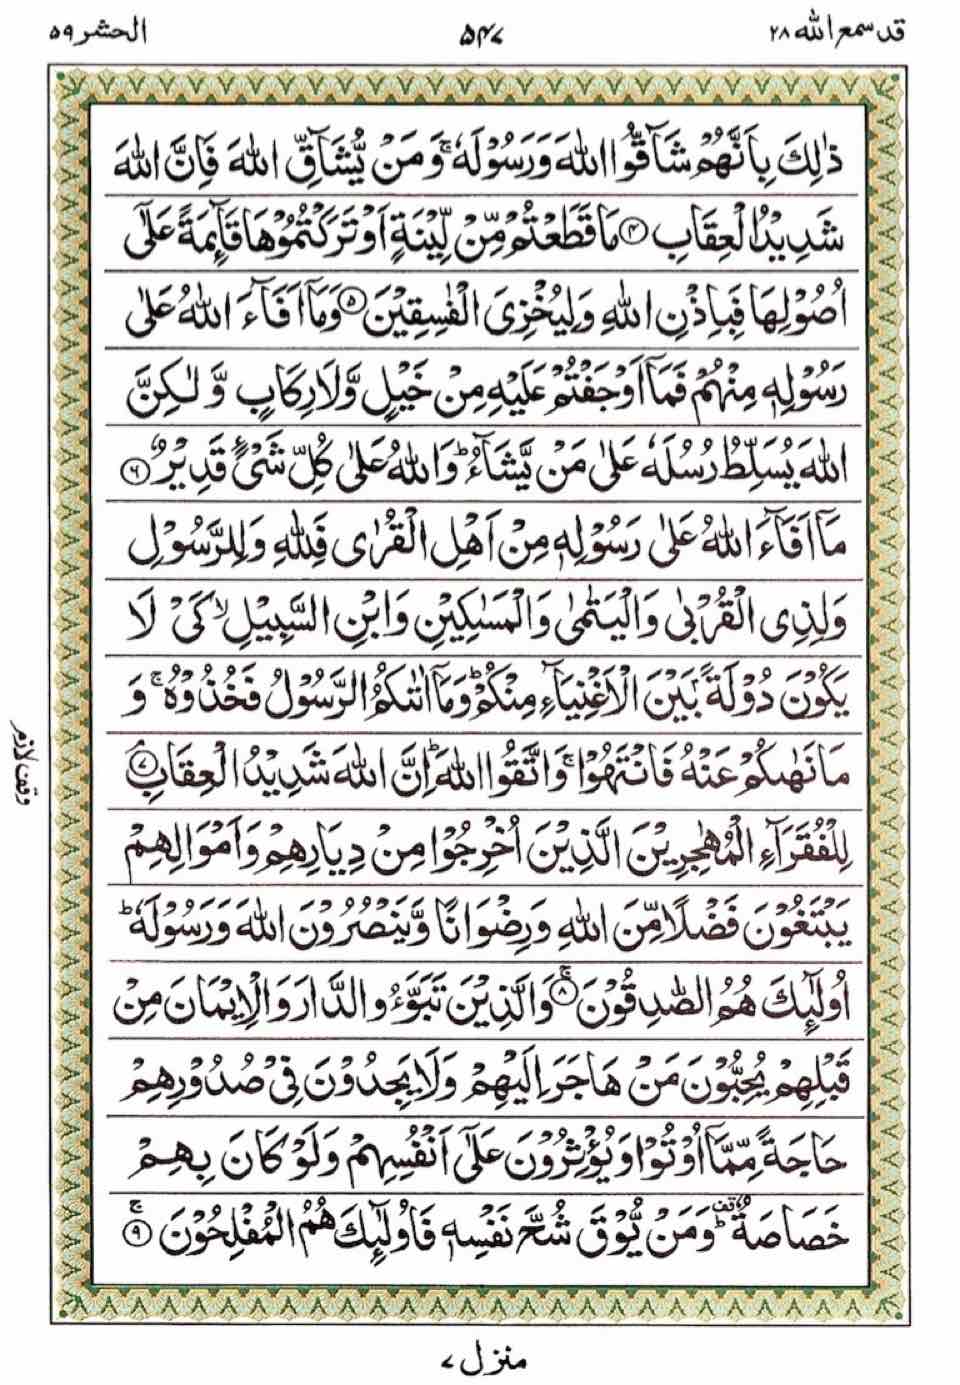 قد سمع الله ۲۸
۵۴۷
الحشر ۵۹
ذٰلِكَ بِاَنَّهُمْ شَآقُّوا اللّٰهَ وَرَسُوْلَهٗ ۚ وَمَنْ يُّشَآقِّ اللّٰهَ فَاِنَّ اللّٰهَ
شَدِيْدُ الْعِقَابِ ۴ مَا قَطَعْتُمْ مِّنْ لِّيْنَةٍ اَوْ تَرَكْتُمُوْهَا قَآئِمَةً عَلٰٓى
اُصُوْلِهَا فَبِاِذْنِ اللّٰهِ وَلِيُخْزِىَ الْفٰسِقِيْنَ ۵ وَمَآ اَفَآءَ اللّٰهُ عَلٰى
رَسُوْلِهٖ مِنْهُمْ فَمَآ اَوْجَفْتُمْ عَلَيْهِ مِنْ خَيْلٍ وَّلَا رِكَابٍ وَّلٰكِنَّ
اللّٰهَ يُسَلِّطُ رُسُلَهٗ عَلٰى مَنْ يَّشَآءُ ؕ وَاللّٰهُ عَلٰى كُلِّ شَىْءٍ قَدِيْرٌ ۶
مَآ اَفَآءَ اللّٰهُ عَلٰى رَسُوْلِهٖ مِنْ اَهْلِ الْقُرٰى فَلِلّٰهِ وَلِلرَّسُوْلِ
وَلِذِى الْقُرْبٰى وَالْيَتٰمٰى وَالْمَسٰكِيْنِ وَابْنِ السَّبِيْلِ ۙ كَىْ لَا
يَكُوْنَ دُوْلَةًۢ بَيْنَ الْاَغْنِيَآءِ مِنْكُمْ ؕ وَمَآ اٰتٰىكُمُ الرَّسُوْلُ فَخُذُوْهُ ۚ وَ
مَا نَهٰىكُمْ عَنْهُ فَانْتَهُوْا ۚ وَاتَّقُوا اللّٰهَ ؕ اِنَّ اللّٰهَ شَدِيْدُ الْعِقَابِ ۘ ۷
وقف لازم
لِلْفُقَرَآءِ الْمُهٰجِرِيْنَ الَّذِيْنَ اُخْرِجُوْا مِنْ دِيَارِهِمْ وَاَمْوَالِهِمْ
يَبْتَغُوْنَ فَضْلًا مِّنَ اللّٰهِ وَرِضْوَانًا وَّيَنْصُرُوْنَ اللّٰهَ وَرَسُوْلَهٗ ؕ
اُولٰٓئِكَ هُمُ الصّٰدِقُوْنَ ۚ ۸ وَالَّذِيْنَ تَبَوَّءُو الدَّارَ وَالْاِيْمَانَ مِنْ
قَبْلِهِمْ يُحِبُّوْنَ مَنْ هَاجَرَ اِلَيْهِمْ وَلَا يَجِدُوْنَ فِىْ صُدُوْرِهِمْ
حَاجَةً مِّمَّآ اُوْتُوْا وَيُؤْثِرُوْنَ عَلٰٓى اَنْفُسِهِمْ وَلَوْ كَانَ بِهِمْ
خَصَاصَةٌ ؕ قف وَمَنْ يُّوْقَ شُحَّ نَفْسِهٖ فَاُولٰٓئِكَ هُمُ الْمُفْلِحُوْنَ ۚ ۹
منزل ۷